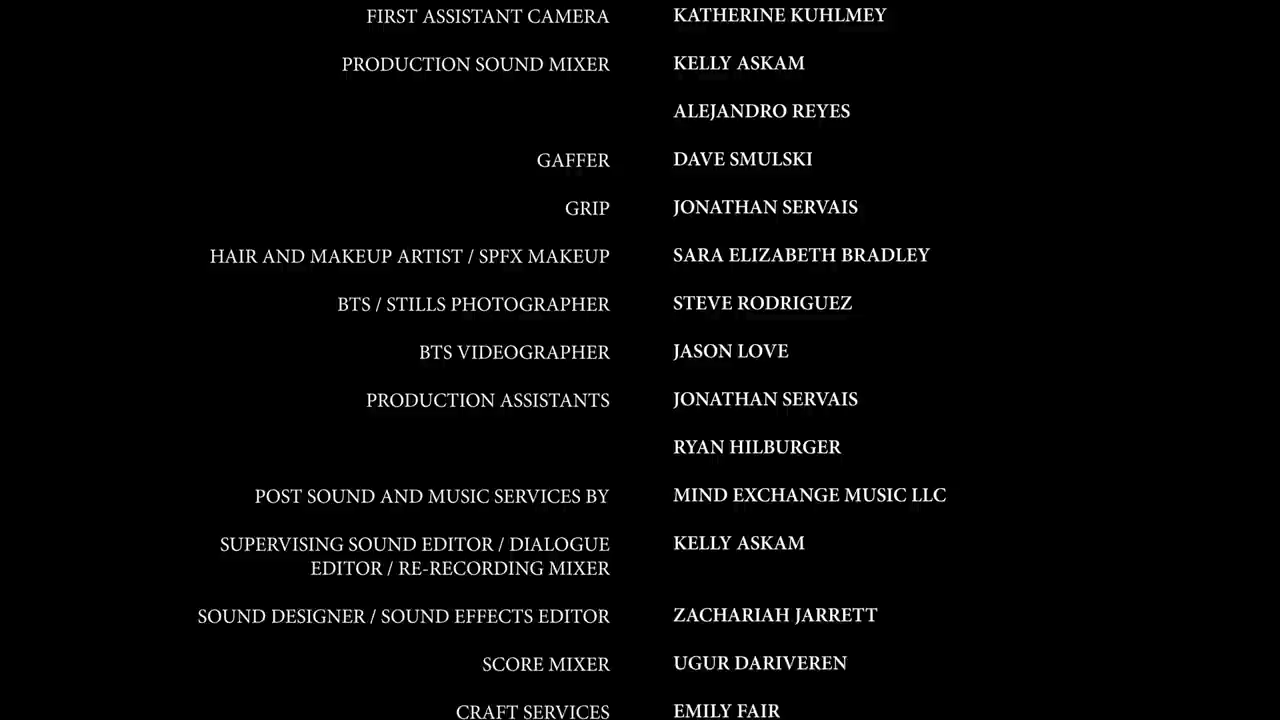 FIRST ASSISTANT CAMERA KATHERINE KUHLMEY
PRODUCTION SOUND MIXER KELLY ASKAM
ALEJANDRO REYES
GAFFER DAVE SMULSKI
GRIP JONATHAN SERVAIS
HAIR AND MAKEUP ARTIST / SPFX MAKEUP SARA ELIZABETH BRADLEY
BTS / STILLS PHOTOGRAPHER STEVE RODRIGUEZ
BTS VIDEOGRAPHER JASON LOVE
PRODUCTION ASSISTANTS JONATHAN SERVAIS
RYAN HILBURGER
POST SOUND AND MUSIC SERVICES BY MIND EXCHANGE MUSIC LLC
SUPERVISING SOUND EDITOR / DIALOGUE KELLY ASKAM
EDITOR / RE-RECORDING MIXER
SOUND DESIGNER / SOUND EFFECTS EDITOR ZACHARIAH JARRETT
SCORE MIXER UGUR DARIVEREN
CRAFT SERVICES EMILY FAIR